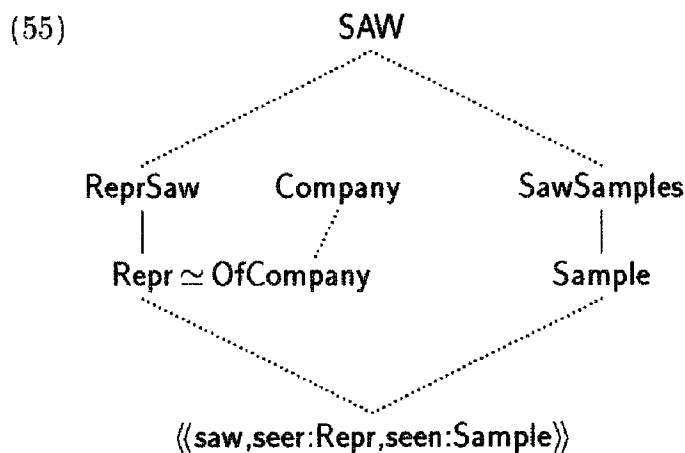 (55) SAW
ReprSaw Company SawSamples
Repr ≃ OfCompany Sample
⟨⟨saw,seer:Repr,seen:Sample⟩⟩